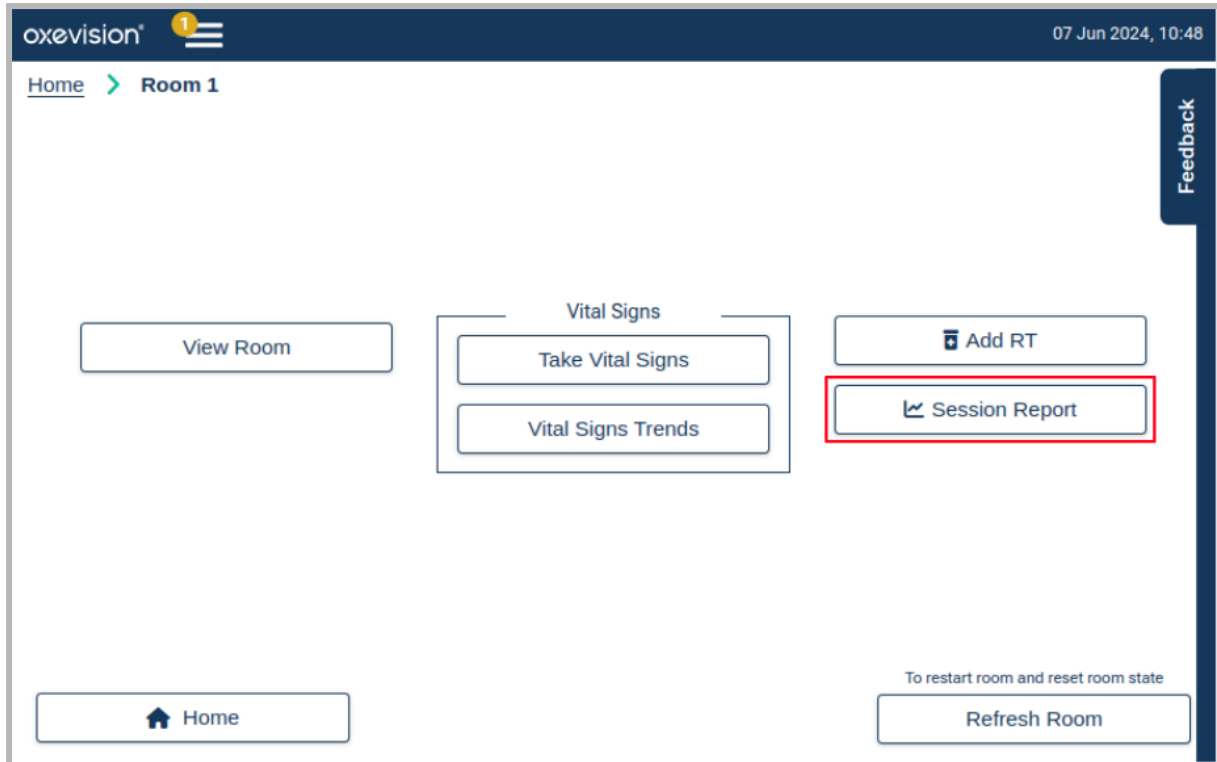 oxevision®
1
07 Jun 2024, 10:48
Home > Room 1
Feedback
View Room
Vital Signs
Take Vital Signs
Vital Signs Trends
Add RT
Session Report
To restart room and reset room state
Home
Refresh Room